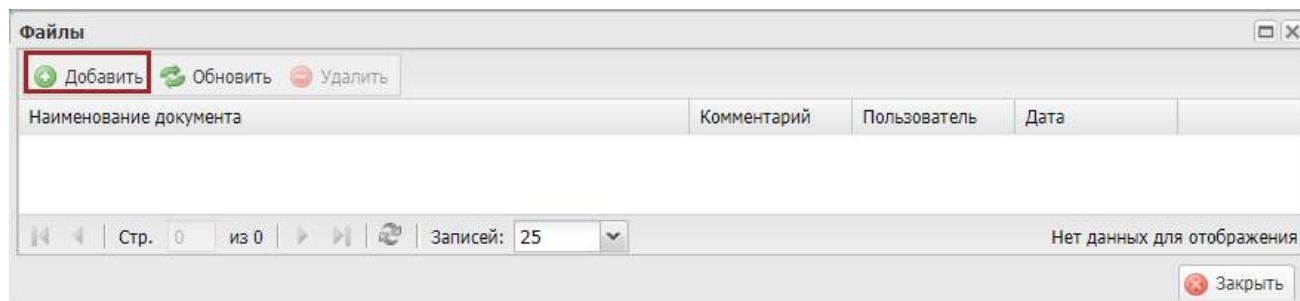 Файлы
Добавить Обновить Удалить
Наименование документа Комментарий Пользователь Дата
Стр. 0 из 0 Записей: 25 Нет данных для отображения
Закрыть